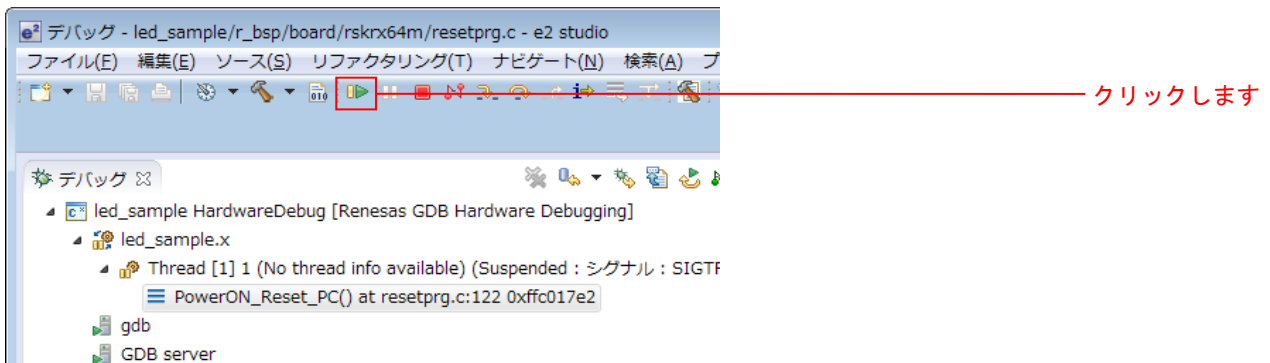 デバッグ - led_sample/r_bsp/board/rskrx64m/resetprg.c - e2 studio
ファイル(F) 編集(E) ソース(S) リファクタリング(T) ナビゲート(N) 検索(A) プ
010
クリックします
デバッグ
led_sample HardwareDebug [Renesas GDB Hardware Debugging]
led_sample.x
Thread [1] 1 (No thread info available) (Suspended : シグナル : SIGTF
PowerON_Reset_PC() at resetprg.c:122 0xffc017e2
gdb
GDB server